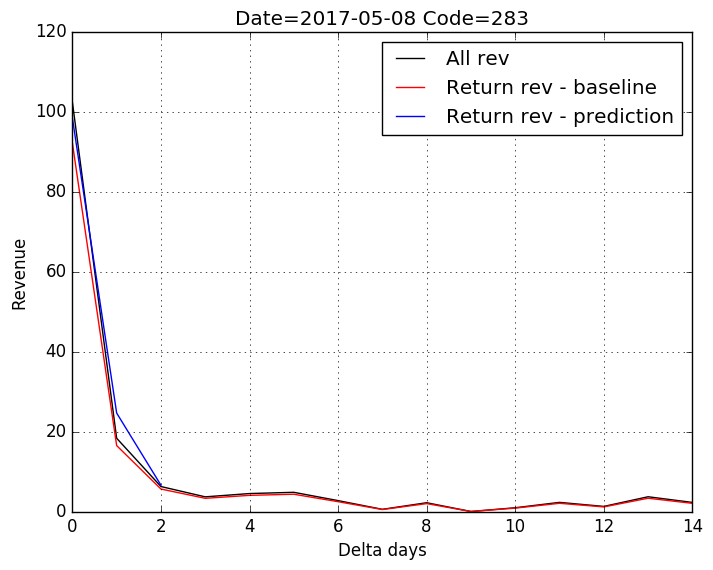 Date=2017-05-08 Code=283
120
100
80
60
40
20
0
Revenue
All rev
Return rev - baseline
Return rev - prediction
0 2 4 6 8 10 12 14
Delta days